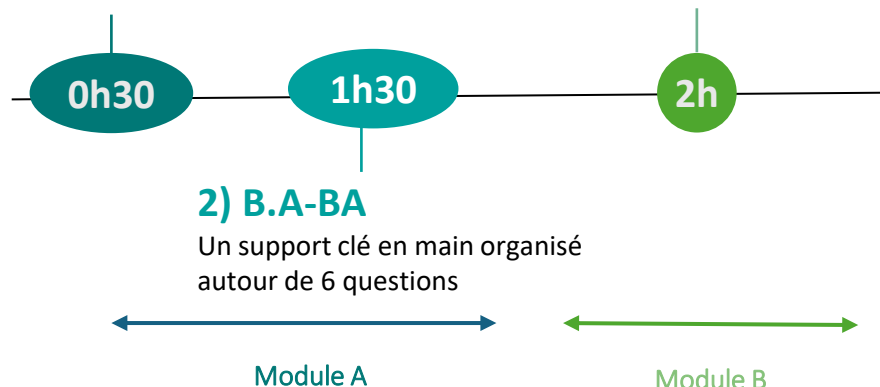 0h30
1h30
2h
2) B.A-BA
Un support clé en main organisé
autour de 6 questions
Module A
Module B